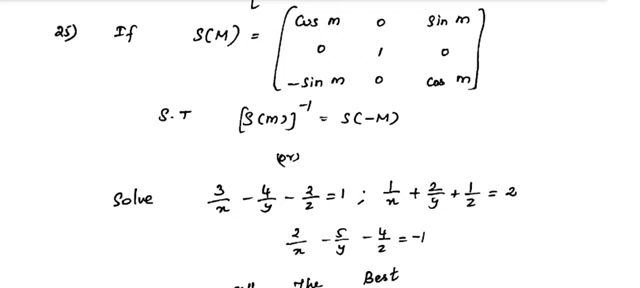 25) If S(M) = [cos m 0 sin m
0 1 0
-sin m 0 cos m]
S.T [S(m)]⁻¹ = S(-M)
(or)
Solve 3/x - 4/y - 2/z = 1 ; 1/x + 2/y + 1/z = 2
2/x - 5/y - 4/z = -1
the Best